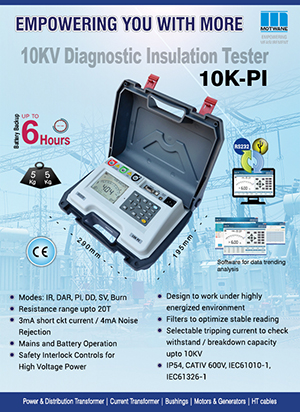 EMPOWERING YOU WITH MORE
MOTWANE
10KV Diagnostic Insulation Tester
10K-PI
Battery Backup
UP TO
6 Hours
RS232
5 Kg
5 Kg
CE
280mm
195mm
Software for data trending
analysis
• Modes: IR, DAR, PI, DD, SV, Burn
• Resistance range upto 20T
• 3mA short ckt current / 4mA Noise
Rejection
• Mains and Battery Operation
• Safety Interlock Controls for
High Voltage Power
• Design to work under highly
energized environment
• Filters to optimize stable reading
• Selectable tripping current to check
withstand / breakdown capacity
upto 10KV
• IP54, CATIV 600V, IEC61010-1,
IEC61326-1
Power & Distribution Transformer | Current Transformer | Bushings | Motors & Generators | HT cables